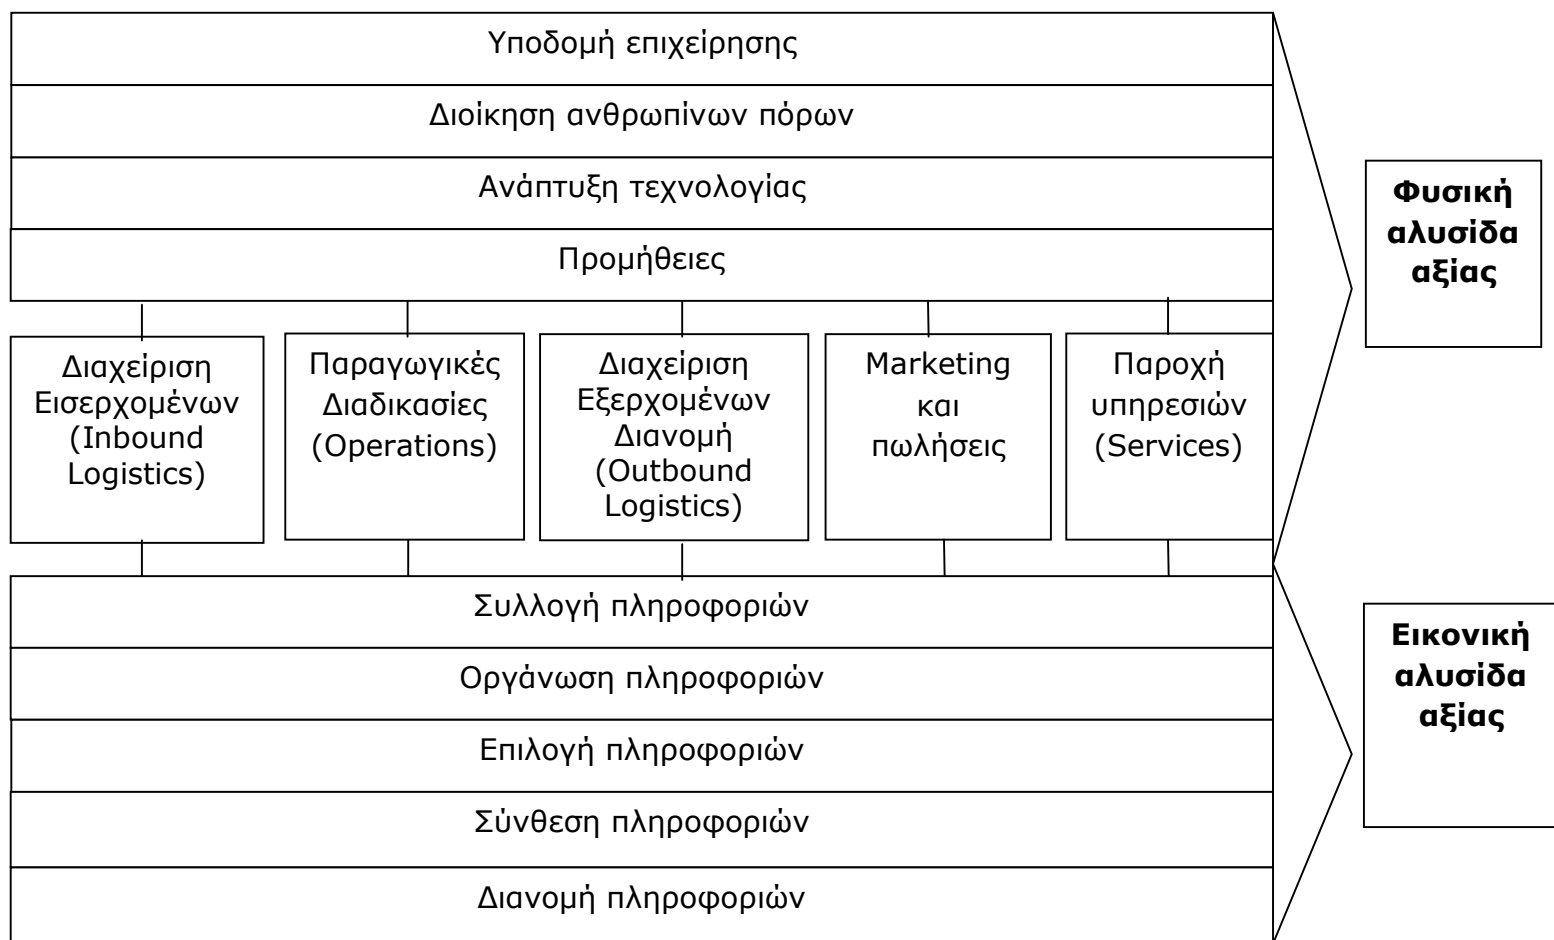 Υποδομή επιχείρησης
Διοίκηση ανθρωπίνων πόρων
Ανάπτυξη τεχνολογίας
Προμήθειες
Φυσική
αλυσίδα
αξίας
Διαχείριση
Εισερχομένων
(Inbound
Logistics)
Παραγωγικές
Διαδικασίες
(Operations)
Διαχείριση
Εξερχομένων
Διανομή
(Outbound
Logistics)
Marketing
και
πωλήσεις
Παροχή
υπηρεσιών
(Services)
Συλλογή πληροφοριών
Οργάνωση πληροφοριών
Επιλογή πληροφοριών
Σύνθεση πληροφοριών
Διανομή πληροφοριών
Εικονική
αλυσίδα
αξίας